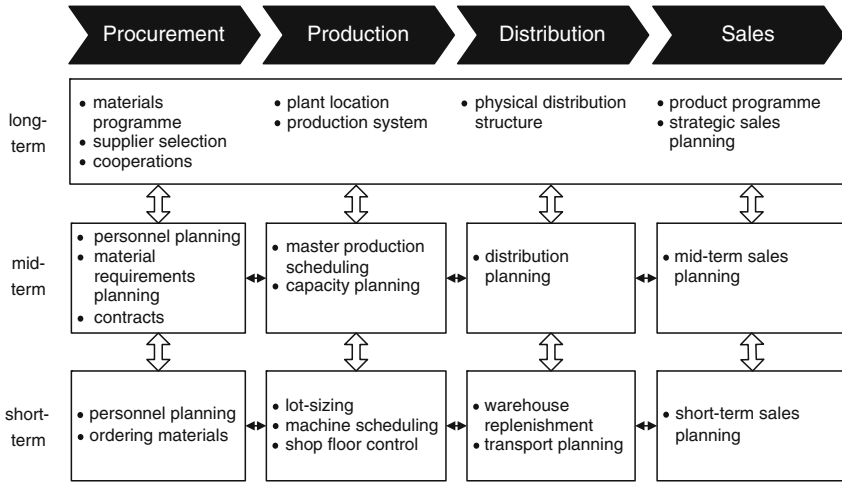 Procurement
Production
Distribution
Sales
long-
term
• materials
programme
• supplier selection
• cooperations
• plant location
• production system
• physical distribution
structure
• product programme
• strategic sales
planning
mid-
term
• personnel planning
• material
requirements
planning
• contracts
• master production
scheduling
• capacity planning
• distribution
planning
• mid-term sales
planning
short-
term
• personnel planning
• ordering materials
• lot-sizing
• machine scheduling
• shop floor control
• warehouse
replenishment
• transport planning
• short-term sales
planning